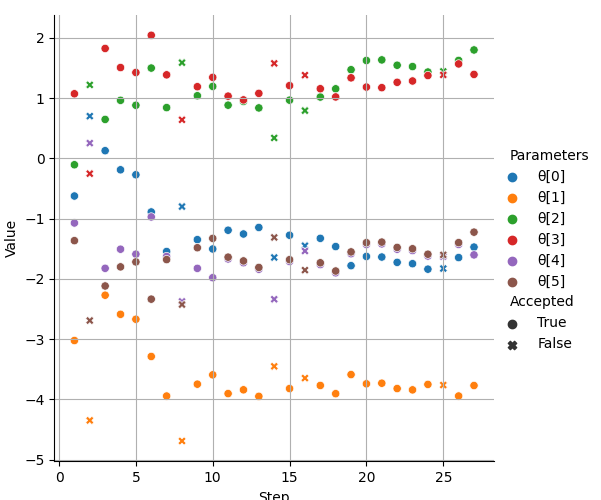 2
1
0
−1
−2
−3
−4
−5
Value
0
5
10
15
20
25
Step
Parameters
θ[0]
θ[1]
θ[2]
θ[3]
θ[4]
θ[5]
Accepted
True
False